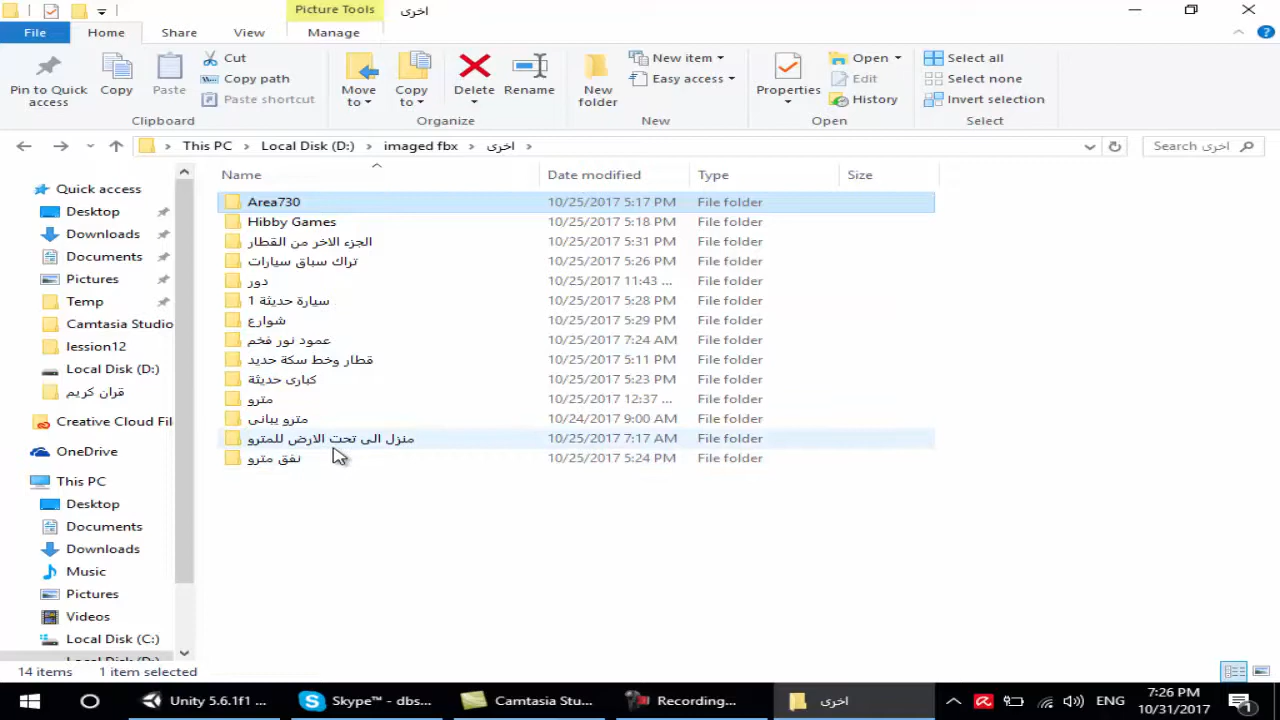 Picture Tools
اخرى
File
Home
Share
View
Manage
Pin to Quick access
Copy
Paste
Cut
Copy path
Paste shortcut
Clipboard
Move to
Copy to
Delete
Rename
Organize
New folder
New item
Easy access
New
Properties
Open
Edit
History
Open
Select all
Select none
Invert selection
Select
This PC
Local Disk (D:)
imaged fbx
اخرى
Search اخرى
Name
Date modified
Type
Size
Area730 10/25/2017 5:17 PM File folder
Hibby Games 10/25/2017 5:18 PM File folder
الجزء الاخر من القطار 10/25/2017 5:31 PM File folder
تراك سباق سيارات 10/25/2017 5:26 PM File folder
دور 10/25/2017 11:43 ... File folder
سيارة حديثة 1 10/25/2017 5:28 PM File folder
شوارع 10/25/2017 5:29 PM File folder
عمود نور فخم 10/25/2017 7:24 AM File folder
قطار وخط سكة حديد 10/25/2017 5:11 PM File folder
كبارى حديثة 10/25/2017 5:23 PM File folder
مترو 10/25/2017 12:37 ... File folder
مترو يبانى 10/24/2017 9:00 AM File folder
منزل الى تحت الارض للمترو 10/25/2017 7:17 AM File folder
نفق مترو 10/25/2017 5:24 PM File folder
Quick access
Desktop
Downloads
Documents
Pictures
Temp
Camtasia Studio
lession12
Local Disk (D:)
قران كريم
Creative Cloud Fil
OneDrive
This PC
Desktop
Documents
Downloads
Music
Pictures
Videos
Local Disk (C:)
Local Disk (D:)
14 items
1 item selected
Unity 5.6.1f1 ...
Skype™ - dbs...
Camtasia Stu...
Recording...
اخرى
ENG
7:26 PM
10/31/2017
1